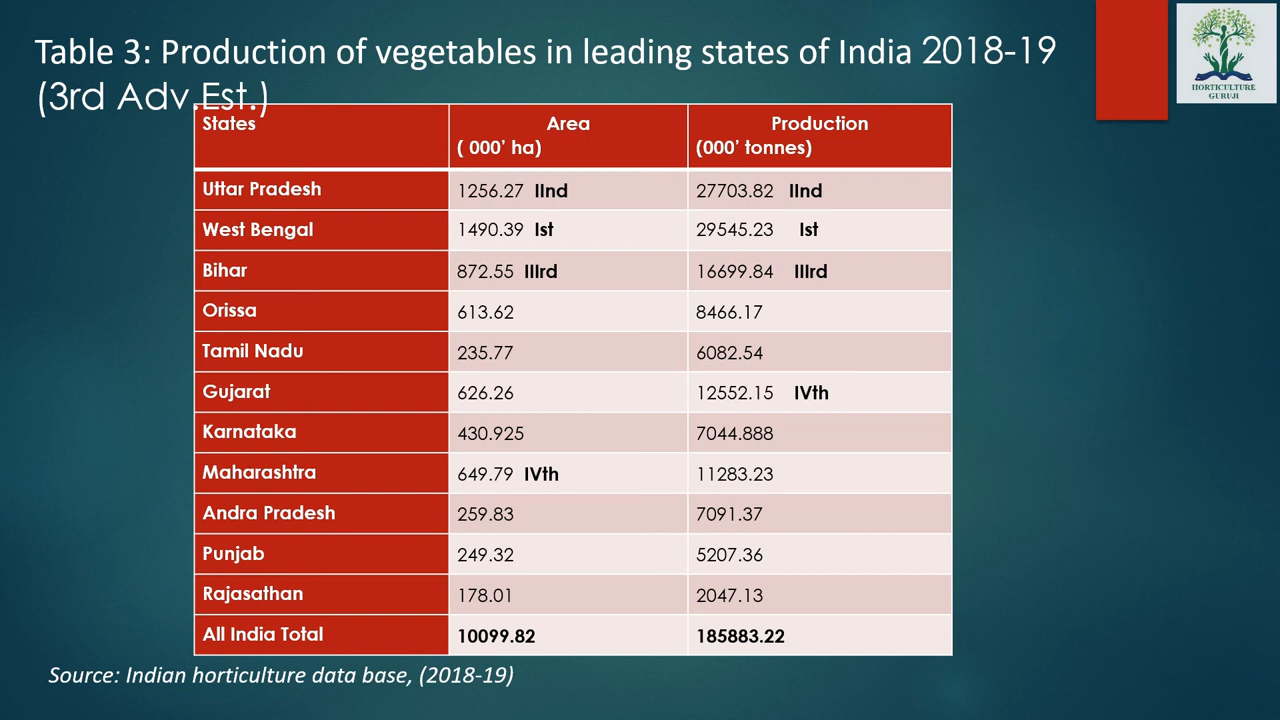 Table 3: Production of vegetables in leading states of India 2018-19
(3rd Adv.Est.)
HORTICULTURE
GURUJI
States Area Production
( 000' ha) (000' tonnes)
Uttar Pradesh 1256.27 IInd 27703.82 IInd
West Bengal 1490.39 Ist 29545.23 Ist
Bihar 872.55 IIIrd 16699.84 IIIrd
Orissa 613.62 8466.17
Tamil Nadu 235.77 6082.54
Gujarat 626.26 12552.15 IVth
Karnataka 430.925 7044.888
Maharashtra 649.79 IVth 11283.23
Andra Pradesh 259.83 7091.37
Punjab 249.32 5207.36
Rajasathan 178.01 2047.13
All India Total 10099.82 185883.22
Source: Indian horticulture data base, (2018-19)